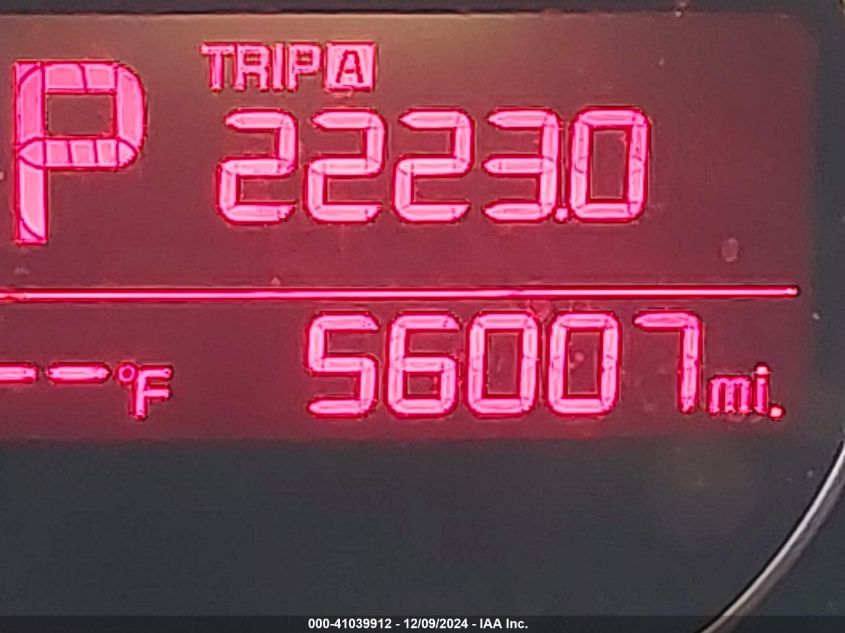 P
TRIP A
2223.0
--°F
56007 mi.
000-41039912 - 12/09/2024 - IAA Inc.